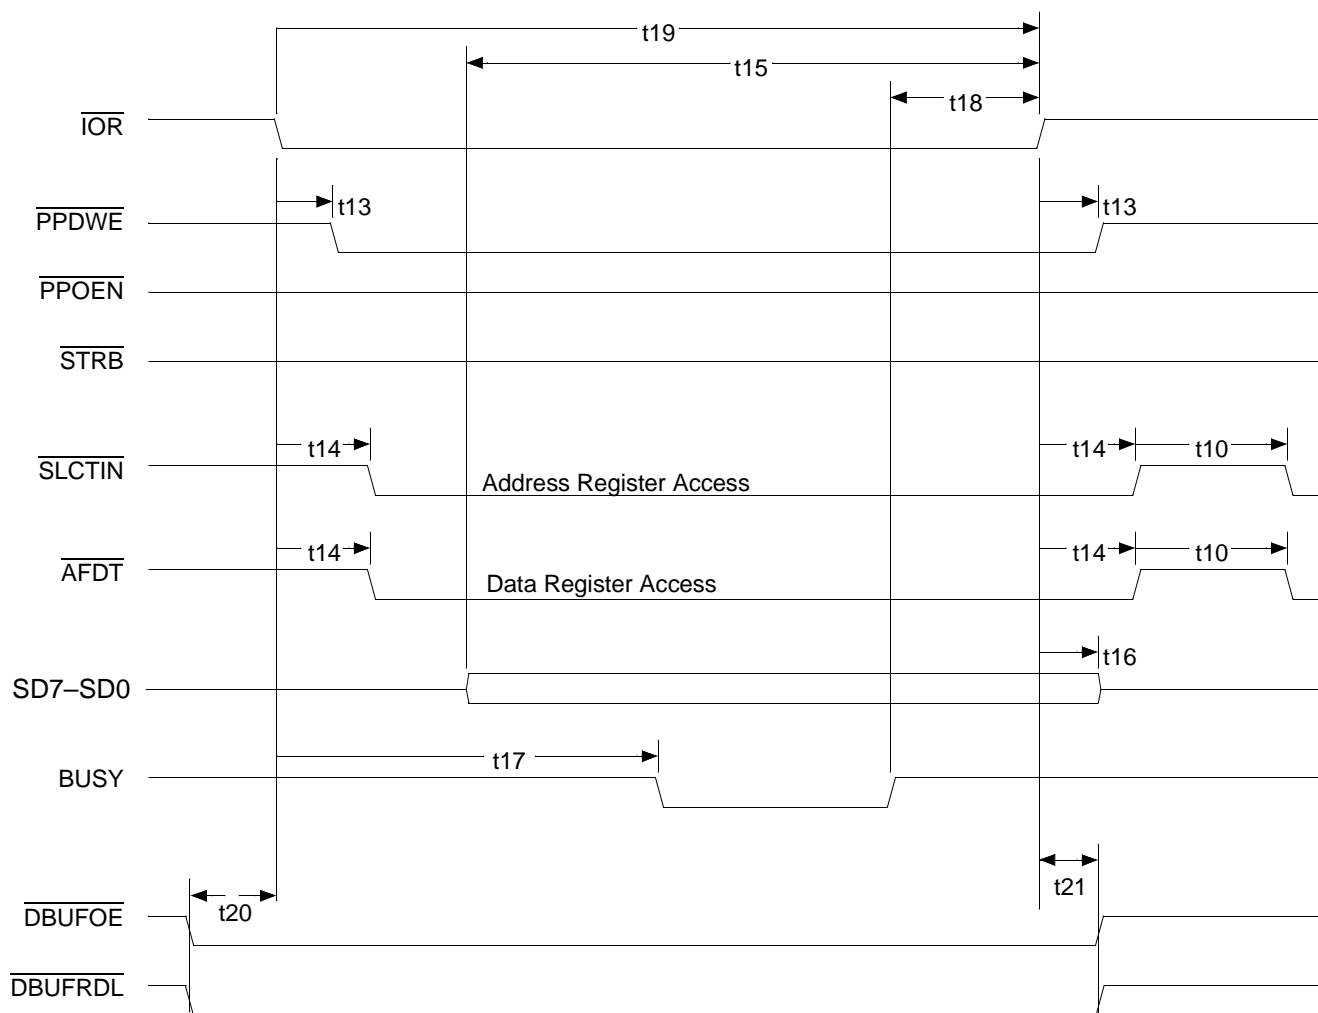 t19
t15
t18
IOR
t13
t13
PPDWE
PPOEN
STRB
t14
t14
t10
SLCTIN
Address Register Access
t14
t14
t10
AFDT
Data Register Access
t16
SD7–SD0
t17
BUSY
t21
t20
DBUFOE
DBUFRDL